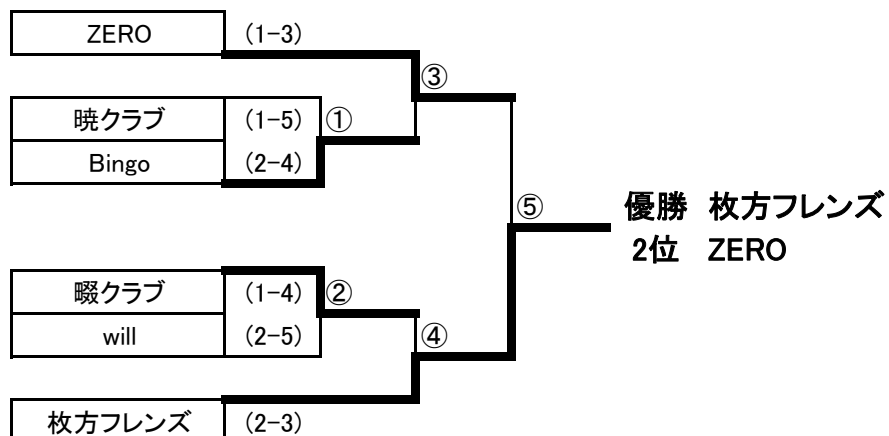 ZERO (1-3)
③
暁クラブ (1-5) ①
Bingo (2-4)
⑤
優勝 枚方フレンズ
2位 ZERO
畷クラブ (1-4) ②
will (2-5)
④
枚方フレンズ (2-3)